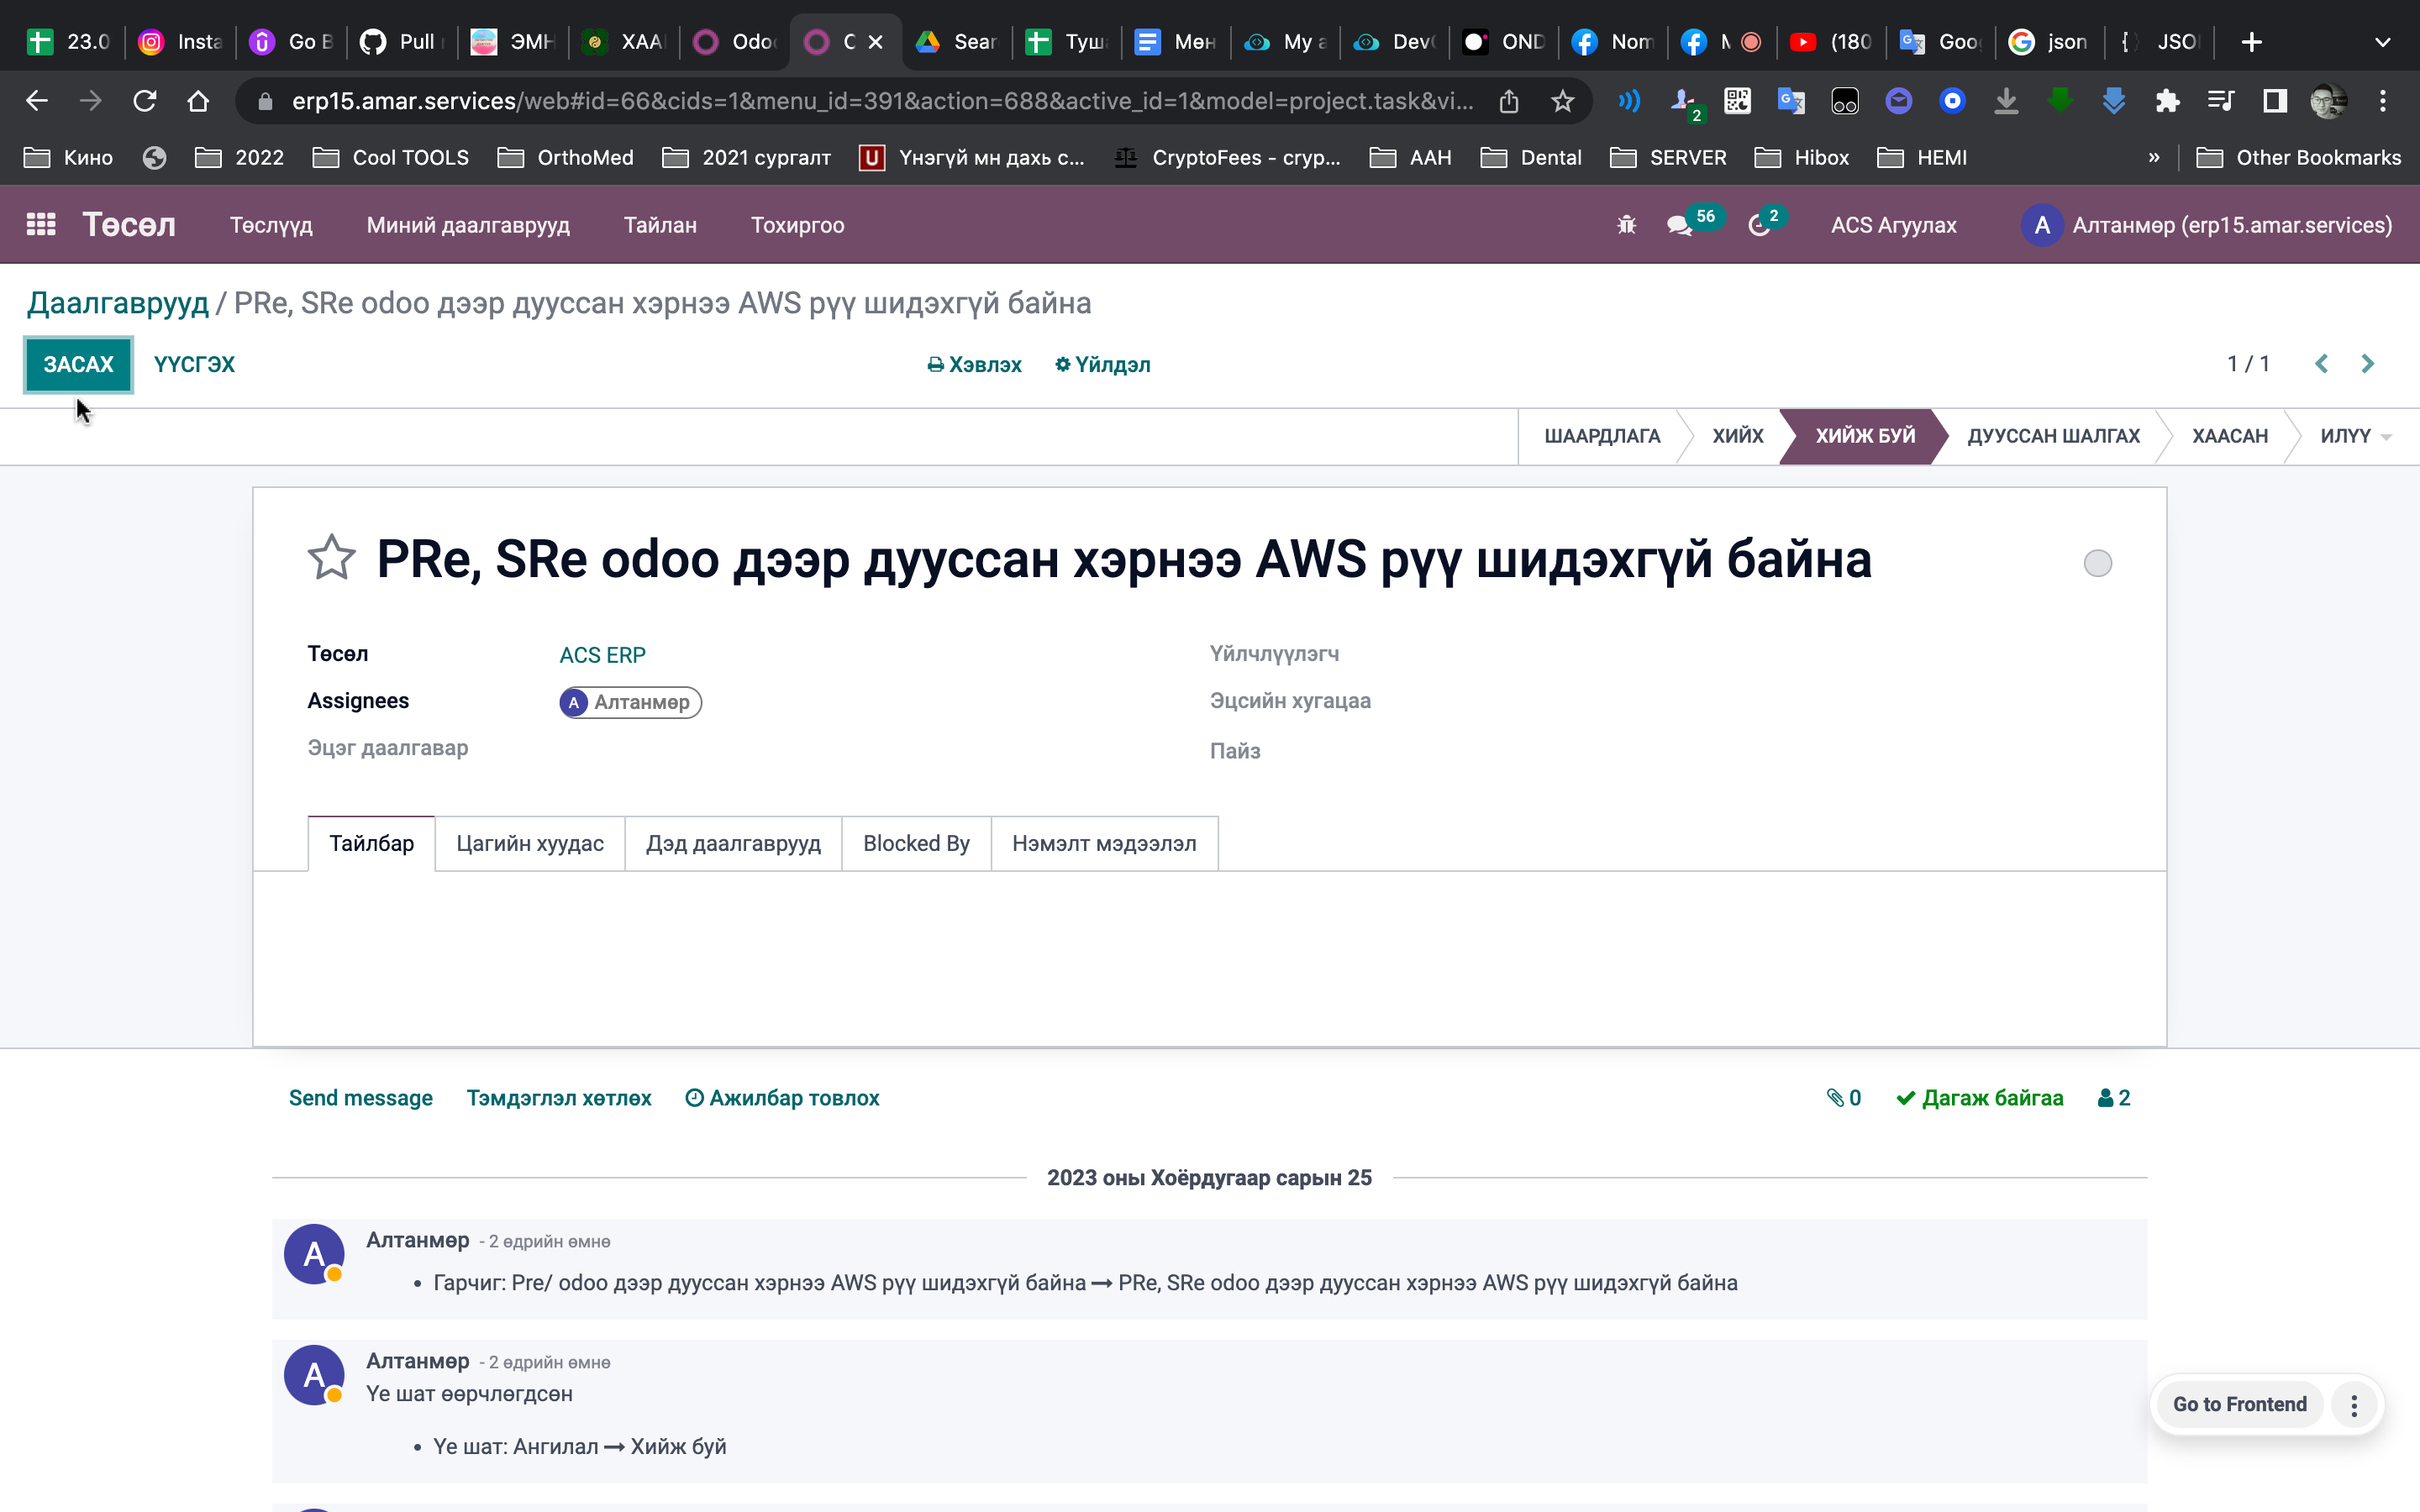 23.0 Insta Go B Pull ЭМН ХААН Odoo Sear Туша Мөн My a Dev OND Nom (180 Goo json JSO
erp15.amar.services/web#id=66&cids=1&menu_id=391&action=688&active_id=1&model=project.task&vi... 2
Кино 2022 Cool TOOLS OrthoMed 2021 сургалт Үнэгүй мн дахь с... CryptoFees - cryp... ААН Dental SERVER Hibox HEMI » Other Bookmarks
Төсөл Төслүүд Миний даалгаврууд Тайлан Тохиргоо 56 2 ACS Агуулах A Алтанмөр (erp15.amar.services)
Даалгаврууд / PRe, SRe odoo дээр дууссан хэрнээ AWS рүү шидэхгүй байна
ЗАСАХ ҮҮСГЭХ Хэвлэх Үйлдэл 1 / 1
ШААРДЛАГА ХИЙХ ХИЙЖ БУЙ ДУУССАН ШАЛГАХ ХААСАН ИЛҮҮ
PRe, SRe odoo дээр дууссан хэрнээ AWS рүү шидэхгүй байна
Төсөл ACS ERP Үйлчлүүлэгч
Assignees A Алтанмөр Эцсийн хугацаа
Эцэг даалгавар Пайз
Тайлбар Цагийн хуудас Дэд даалгаврууд Blocked By Нэмэлт мэдээлэл
Send message Тэмдэглэл хөтлөх Ажилбар товлох 0 Дагаж байгаа 2
2023 оны Хоёрдугаар сарын 25
A Алтанмөр - 2 өдрийн өмнө
• Гарчиг: Pre/ odoo дээр дууссан хэрнээ AWS рүү шидэхгүй байна → PRe, SRe odoo дээр дууссан хэрнээ AWS рүү шидэхгүй байна
A Алтанмөр - 2 өдрийн өмнө
Үе шат өөрчлөгдсөн
Go to Frontend
• Үе шат: Ангилал → Хийж буй